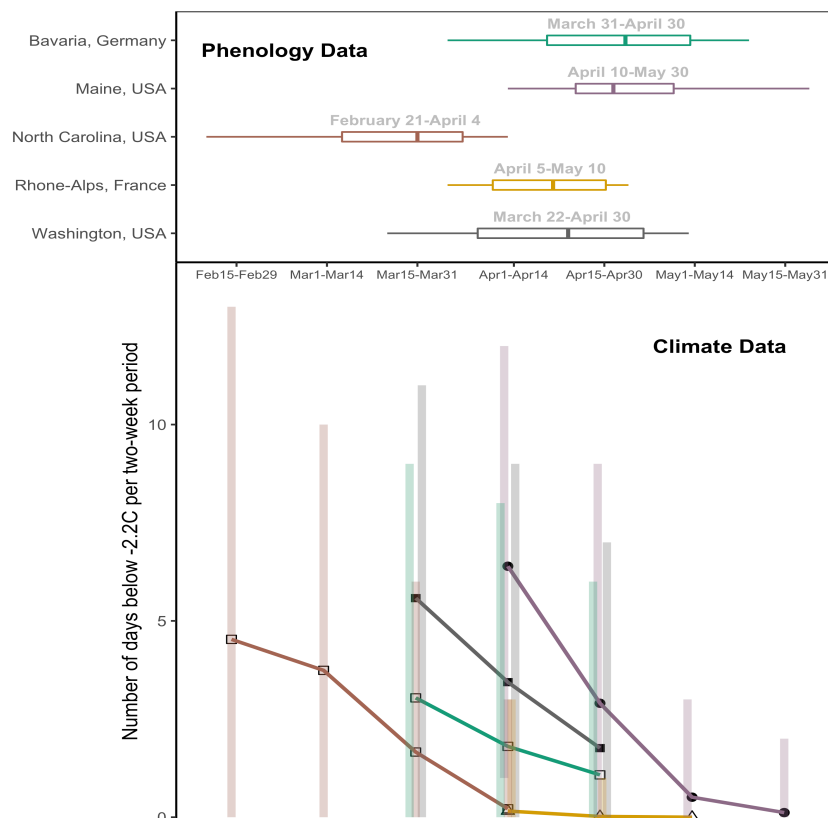 Phenology Data
Bavaria, Germany
March 31-April 30
Maine, USA
April 10-May 30
North Carolina, USA
February 21-April 4
Rhone-Alps, France
April 5-May 10
Washington, USA
March 22-April 30
Feb15-Feb29 Mar1-Mar14 Mar15-Mar31 Apr1-Apr14 Apr15-Apr30 May1-May14 May15-May31
Climate Data
Number of days below -2.2C per two-week period
10
5
0